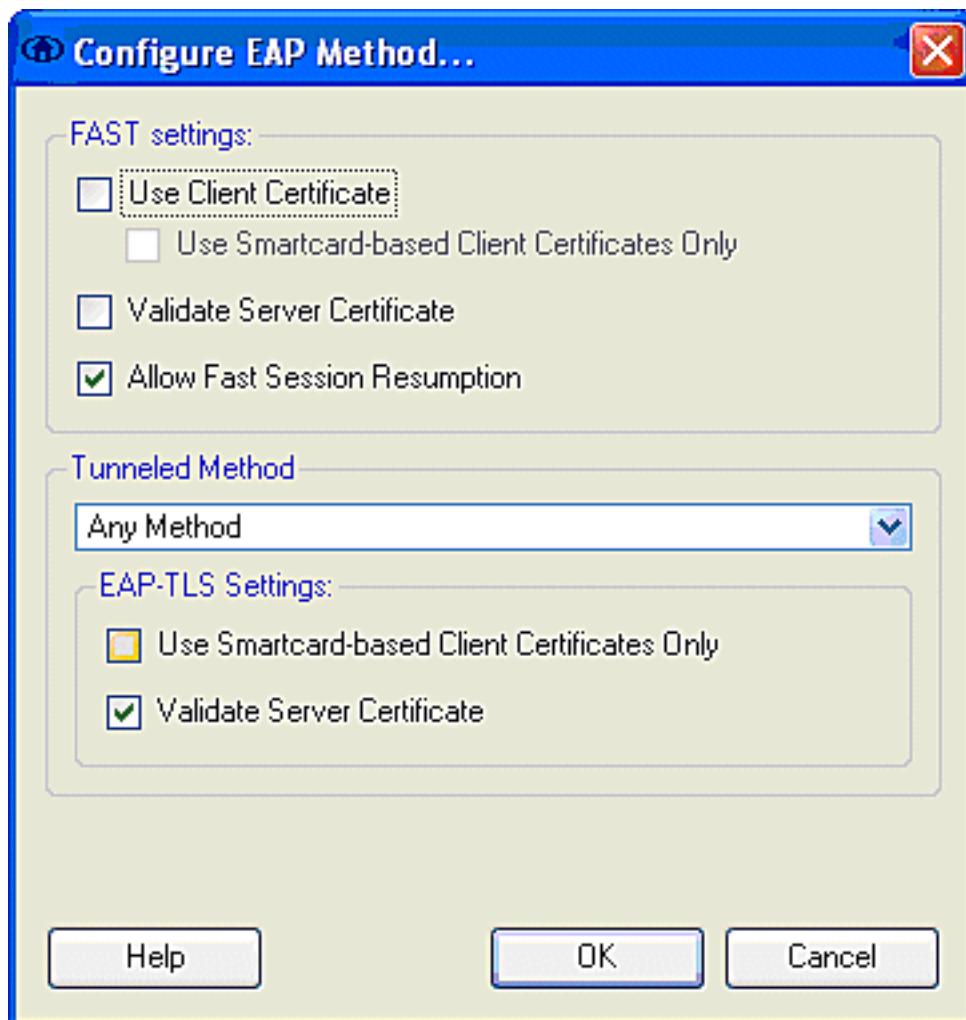 Configure EAP Method...
FAST settings:
Use Client Certificate
Use Smartcard-based Client Certificates Only
Validate Server Certificate
Allow Fast Session Resumption
Tunneled Method
Any Method
EAP-TLS Settings:
Use Smartcard-based Client Certificates Only
Validate Server Certificate
Help OK Cancel